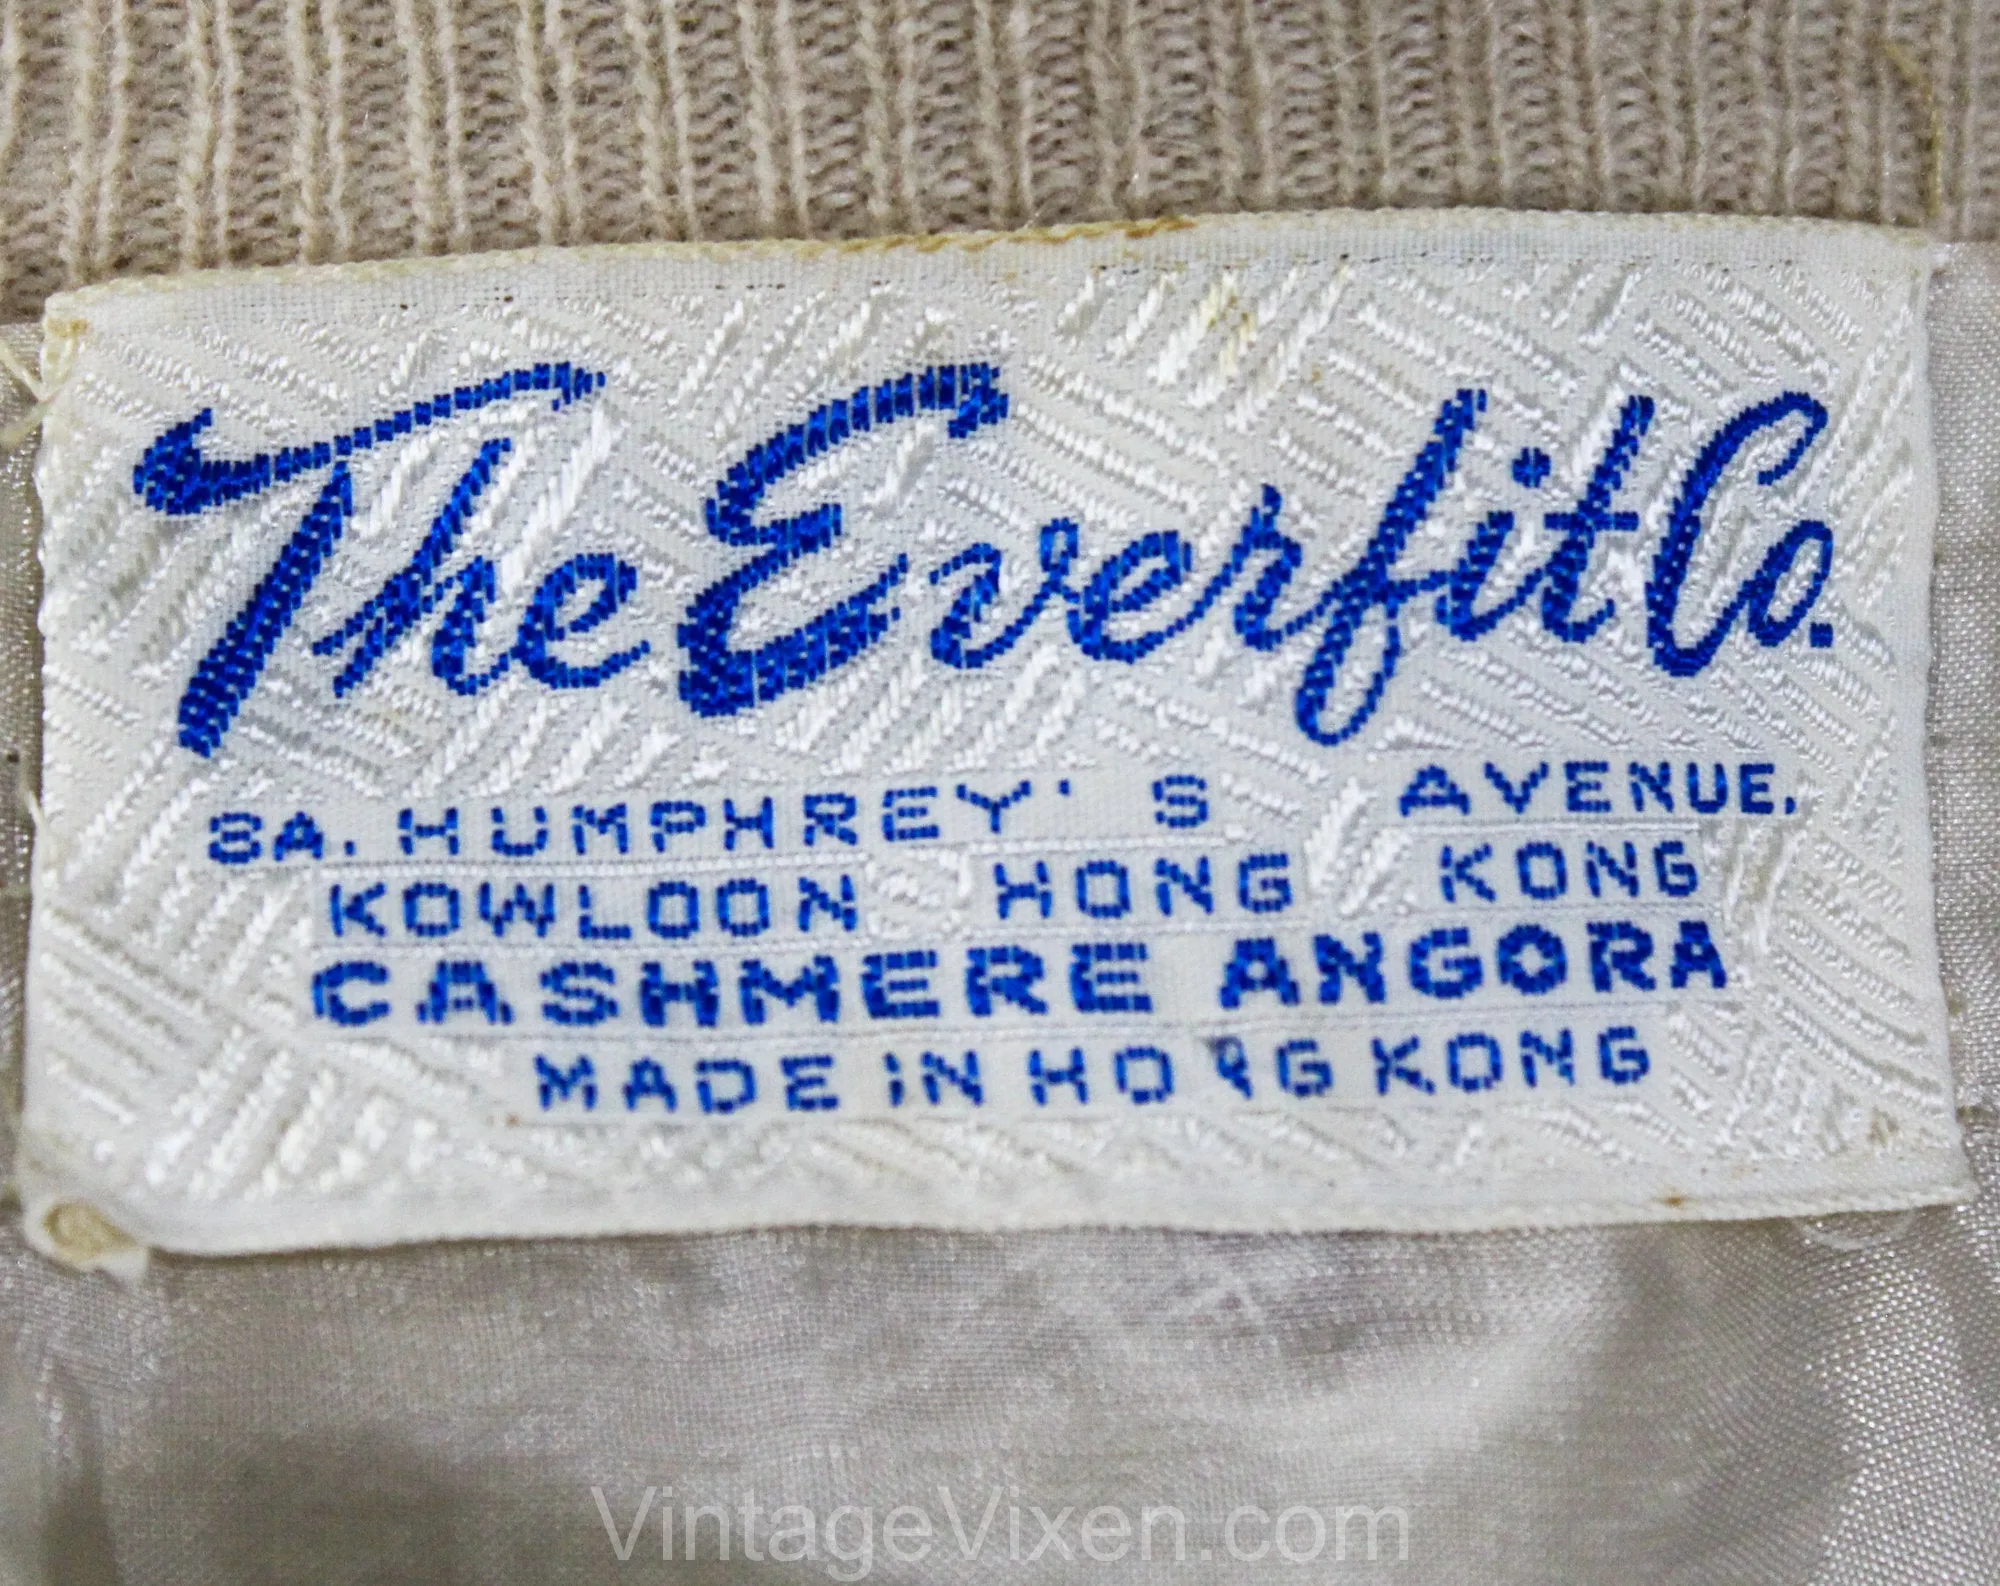 The Everfit Co.
8A. HUMPHREY'S AVENUE,
KOWLOON HONG KONG
CASHMERE ANGORA
MADE IN HONG KONG
VintageVixen.com